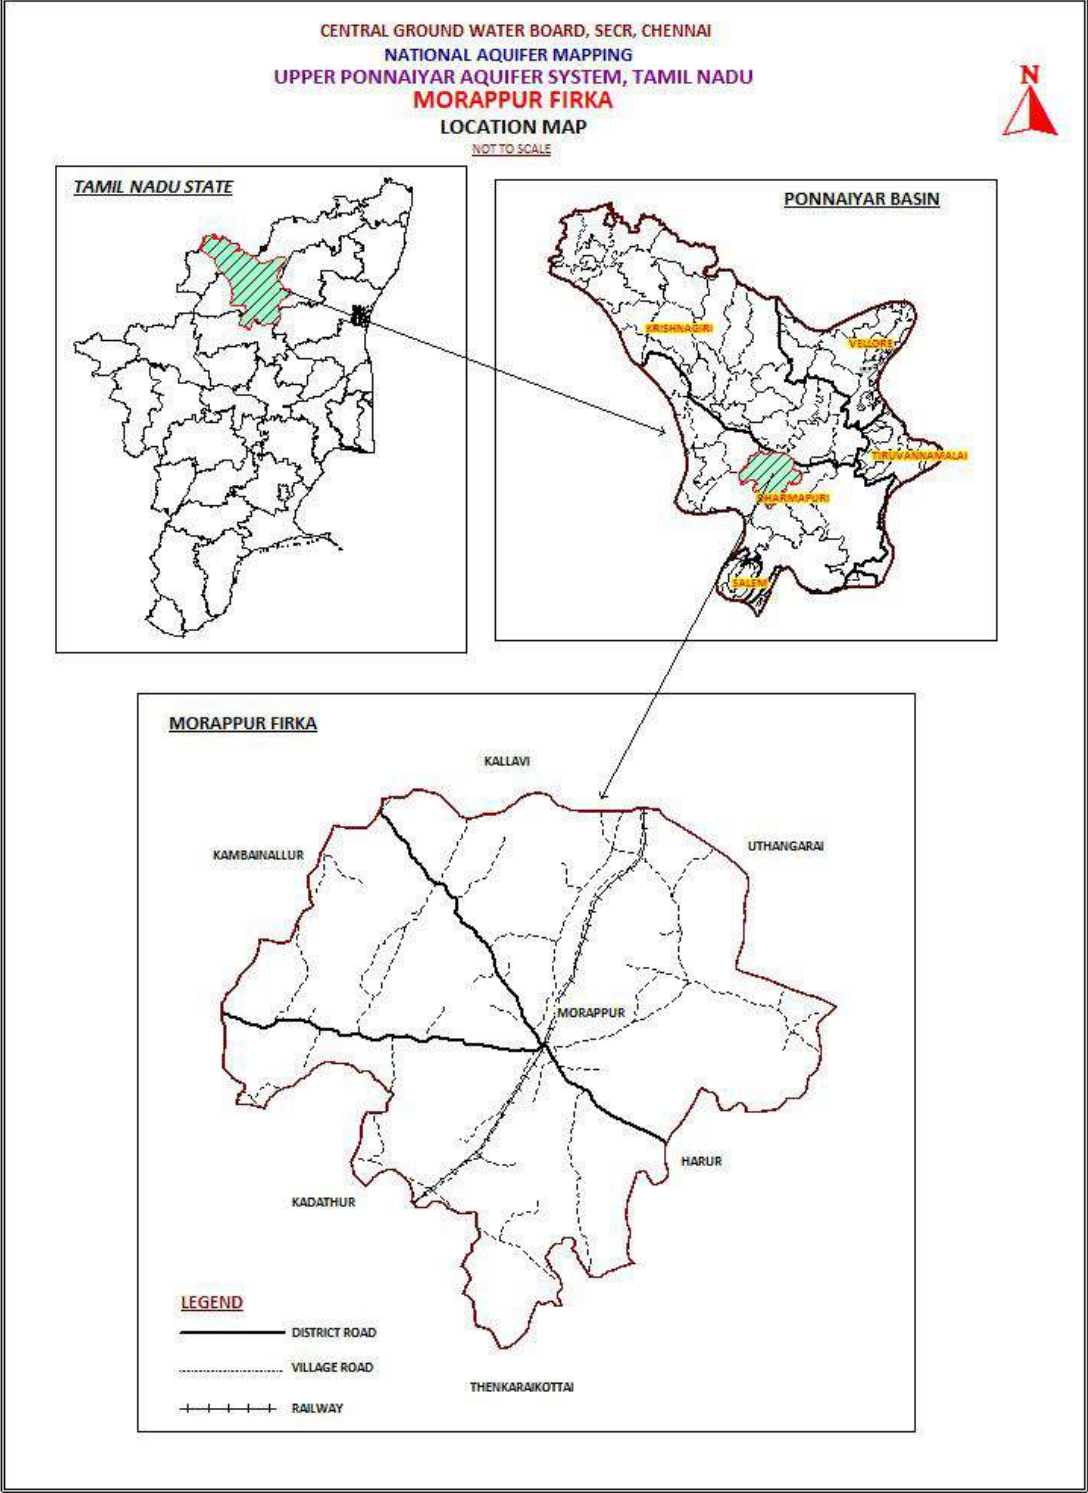 CENTRAL GROUND WATER BOARD, SECR, CHENNAI
NATIONAL AQUIFER MAPPING
UPPER PONNAIYAR AQUIFER SYSTEM, TAMIL NADU
MORAPPUR FIRKA
LOCATION MAP
NOT TO SCALE
N
TAMIL NADU STATE
PONNAIYAR BASIN
KRISHNAGIRI
VELLORE
TIRUVANNAMALAI
DHARMAPURI
SALEM
MORAPPUR FIRKA
KALLAVI
KAMBAINALLUR
UTHANGARAI
MORAPPUR
HARUR
KADATHUR
THENKARAIKOTTAI
LEGEND
DISTRICT ROAD
VILLAGE ROAD
RAILWAY